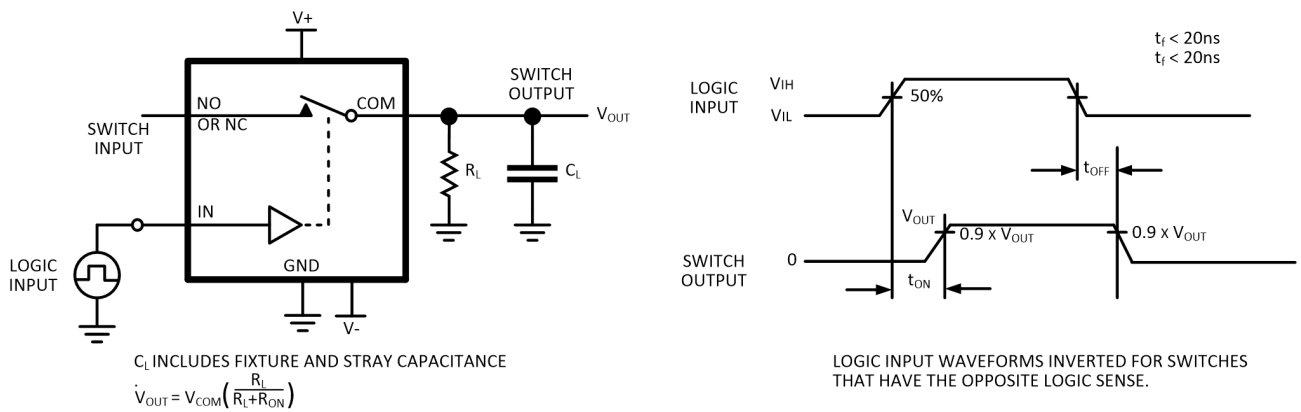 V+
NO
OR NC
COM
SWITCH
INPUT
SWITCH
OUTPUT
VOUT
RL
CL
IN
LOGIC
INPUT
GND
V-
CL INCLUDES FIXTURE AND STRAY CAPACITANCE
VOUT = VCOM(RL/RL+RON)
tf < 20ns
tf < 20ns
LOGIC
INPUT
VIH
VIL
50%
tOFF
VOUT
0.9 x VOUT
0.9 x VOUT
SWITCH
OUTPUT
0
tON
LOGIC INPUT WAVEFORMS INVERTED FOR SWITCHES
THAT HAVE THE OPPOSITE LOGIC SENSE.